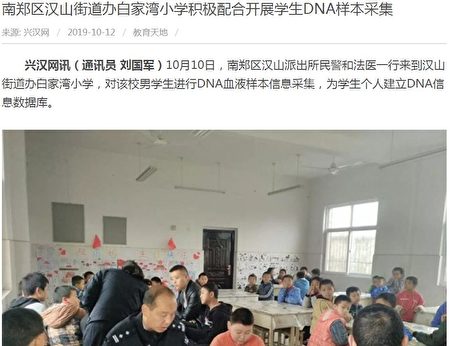 南郑区汉山街道办白家湾小学积极配合开展学生DNA样本采集
来源: 兴汉网 / 2019-10-12 / 教育天地 /
兴汉网讯（通讯员 刘国军）10月10日，南郑区汉山派出所民警和法医一行来到汉山
街道办白家湾小学，对该校男学生进行DNA血液样本信息采集，为学生个人建立DNA信
息数据库。